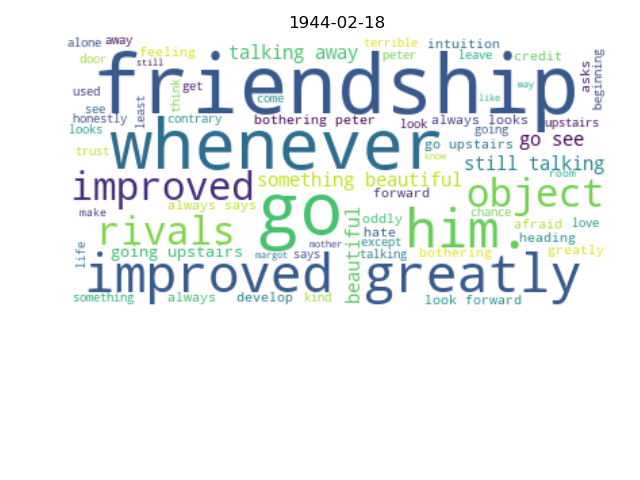 1944-02-18
alone away
door
feeling
still
talking away
terrible
peter
intuition
leave
credit
friendship
used
get
think
come
like
way
asks
beginning
see
honestly
looks
least
contrary
bothering peter
look
always looks
going
upstairs
whenever
go upstairs
go see
trust
know
still talking
room
improved
something beautiful
forward
object
make
always says
go
oddly
him.
chance
afraid
love
rivals
hate
heading
going upstairs
mother
except
greatly
life
margot
says
beautiful
talking
bothering
improved greatly
something
always
develop
kind
look forward